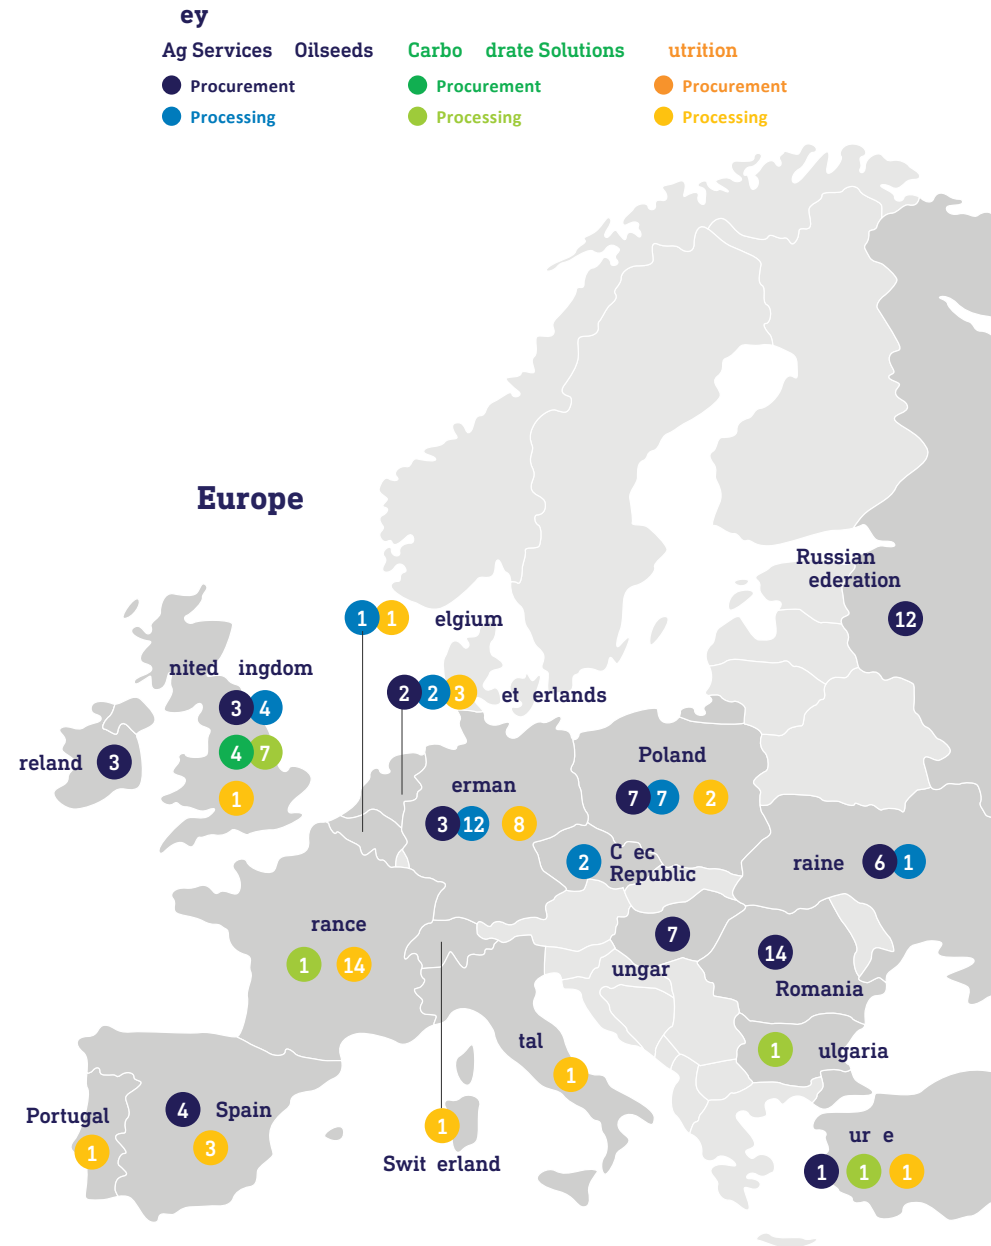 ey
Ag Services Oilseeds Carbo drate Solutions utrition
Procurement Procurement Procurement
Processing Processing Processing
Europe
Russian
ederation
12
1 1 elgium
nited ingdom
2 2 3 et erlands
3 4
reland 3
4 7
1
Poland
7 7 2
erman
3 12 8
2 C ec
Republic
raine 6 1
rance
1 14
7
ungar
14
Romania
tal
1
1 ulgaria
Portugal
1
4 Spain
3
1
Swit erland
ur e
1 1 1